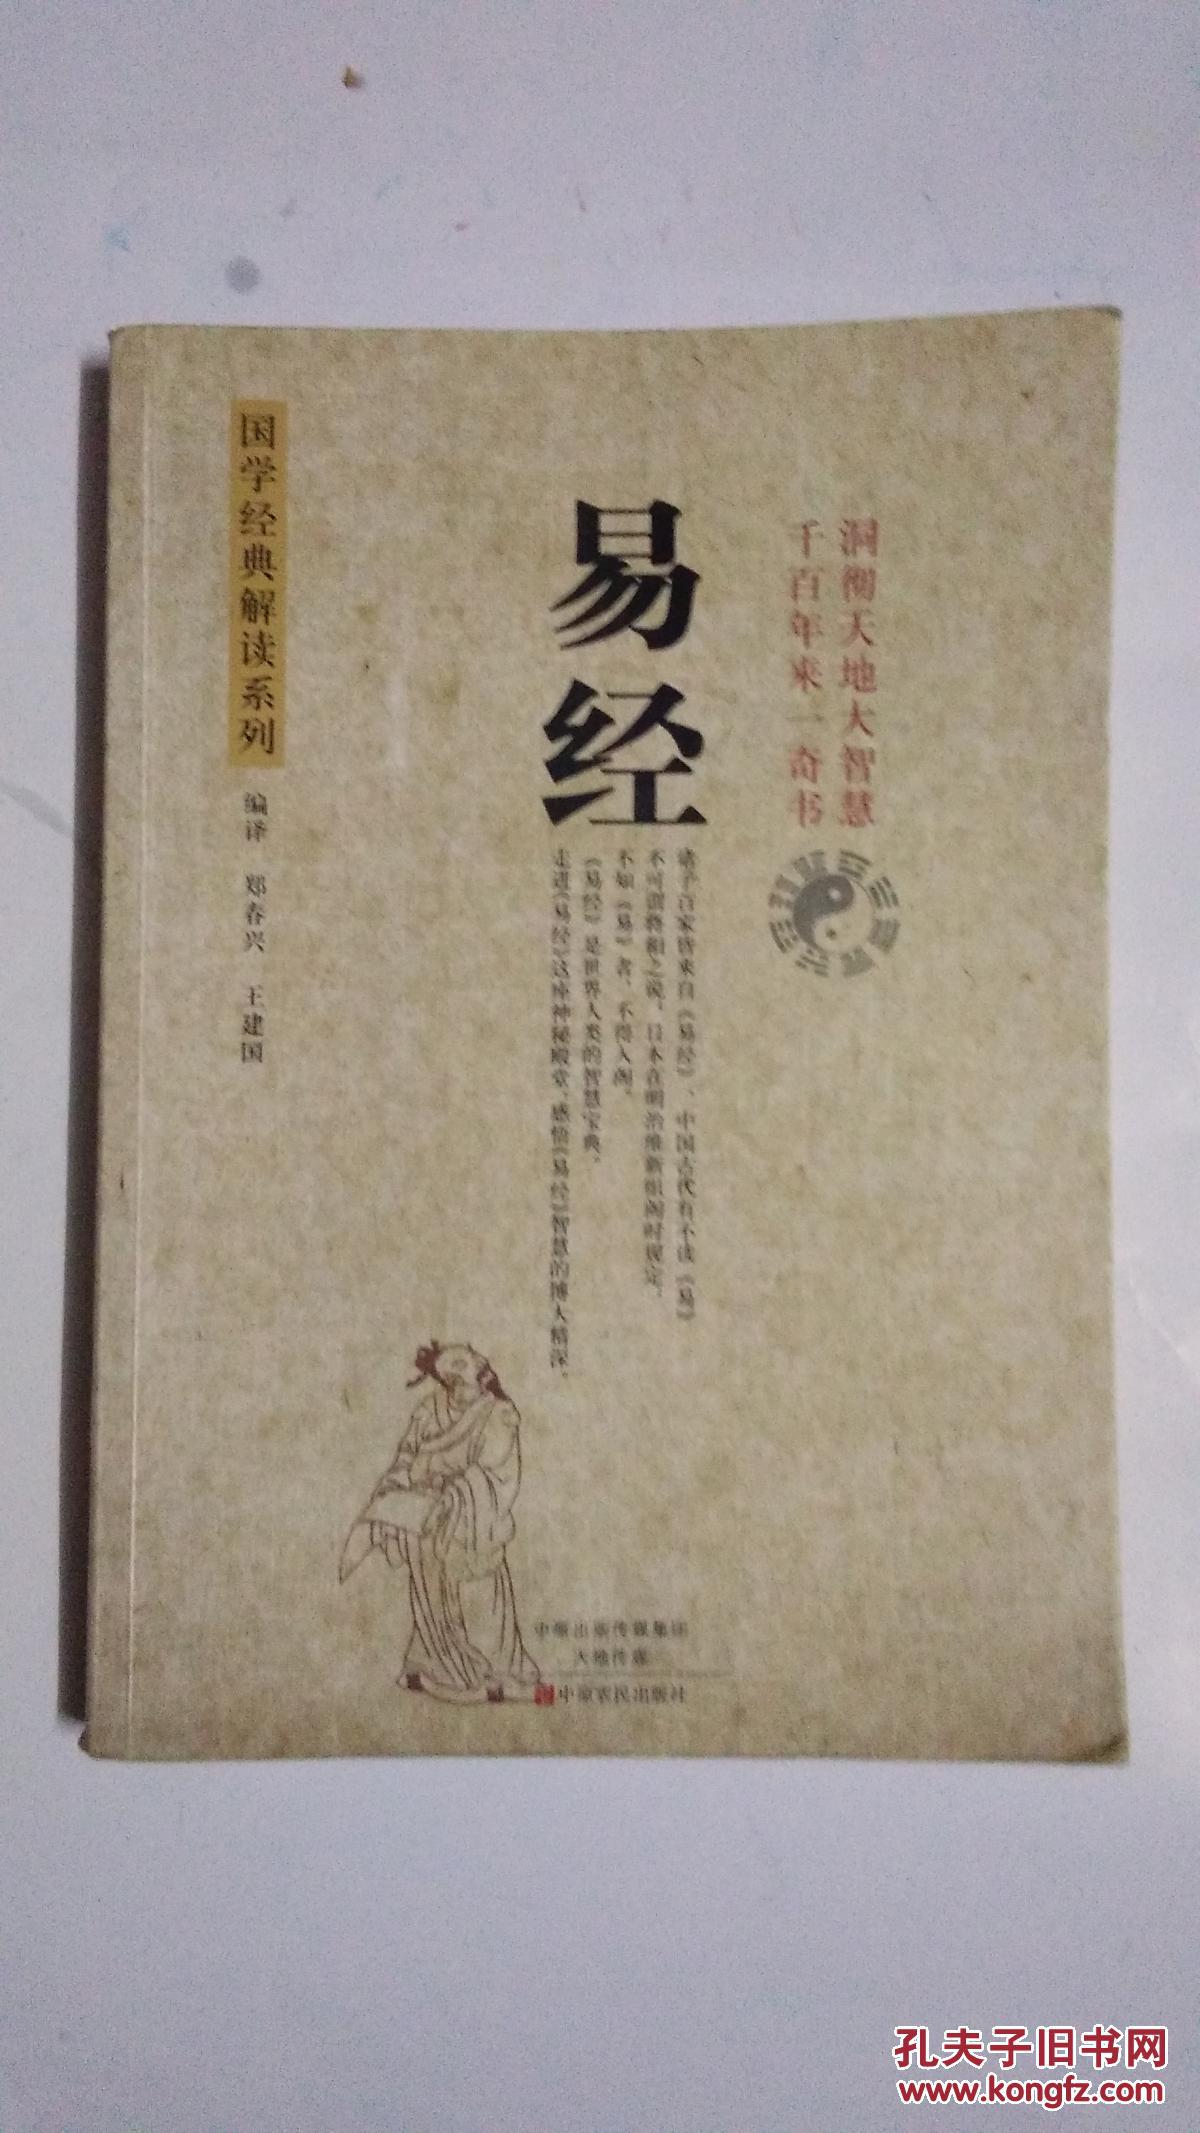 洞彻天地大智慧
千百年来一奇书
易经
诸子百家皆来自《易经》，中国古代有不读《易》
不可谓将相之说，日本在明治维新组阁时规定：
不知《易》者，不得入阁。
《易经》是世界人类的智慧宝典，
走进《易经》这座神秘殿堂，感悟《易经》智慧的博大精深。
国学经典解读系列
编译 郑春兴 王建国
中原出版传媒集团
大地传媒
中原农民出版社
孔夫子旧书网
www.kongfz.com